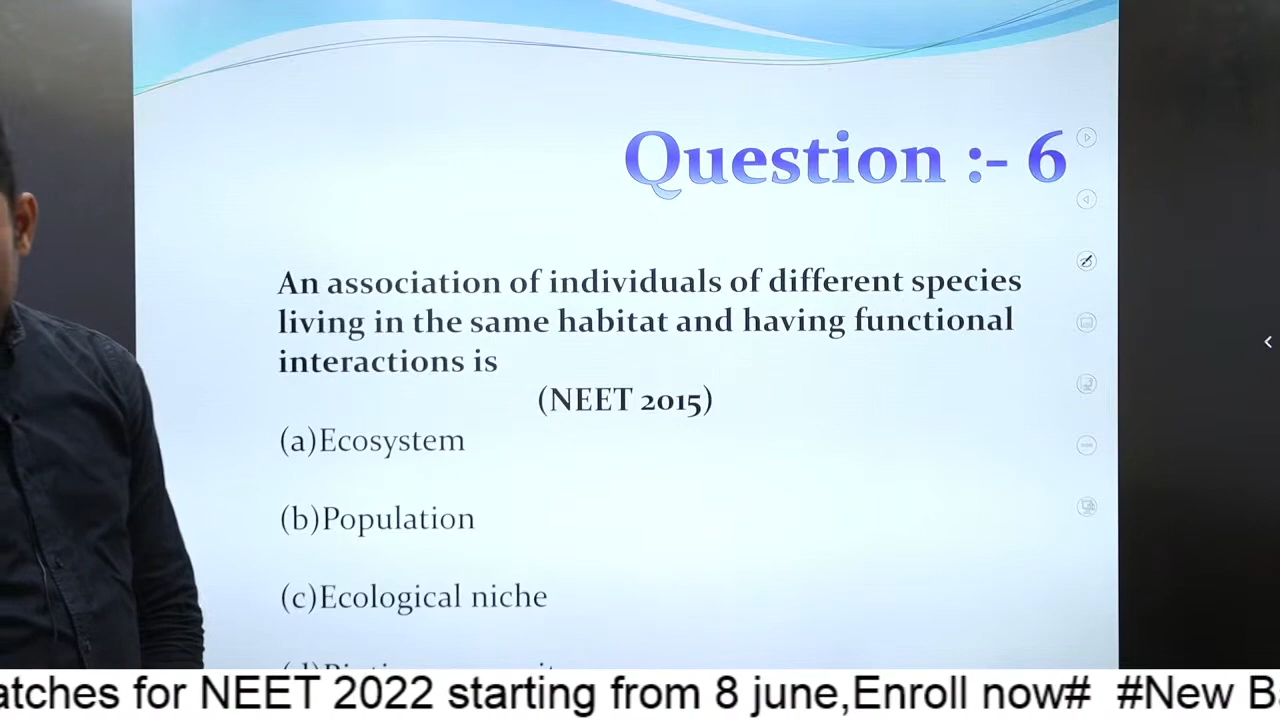 Question :- 6
An association of individuals of different species
living in the same habitat and having functional
interactions is
(NEET 2015)
(a)Ecosystem
(b)Population
(c)Ecological niche
atches for NEET 2022 starting from 8 june,Enroll now# #New B